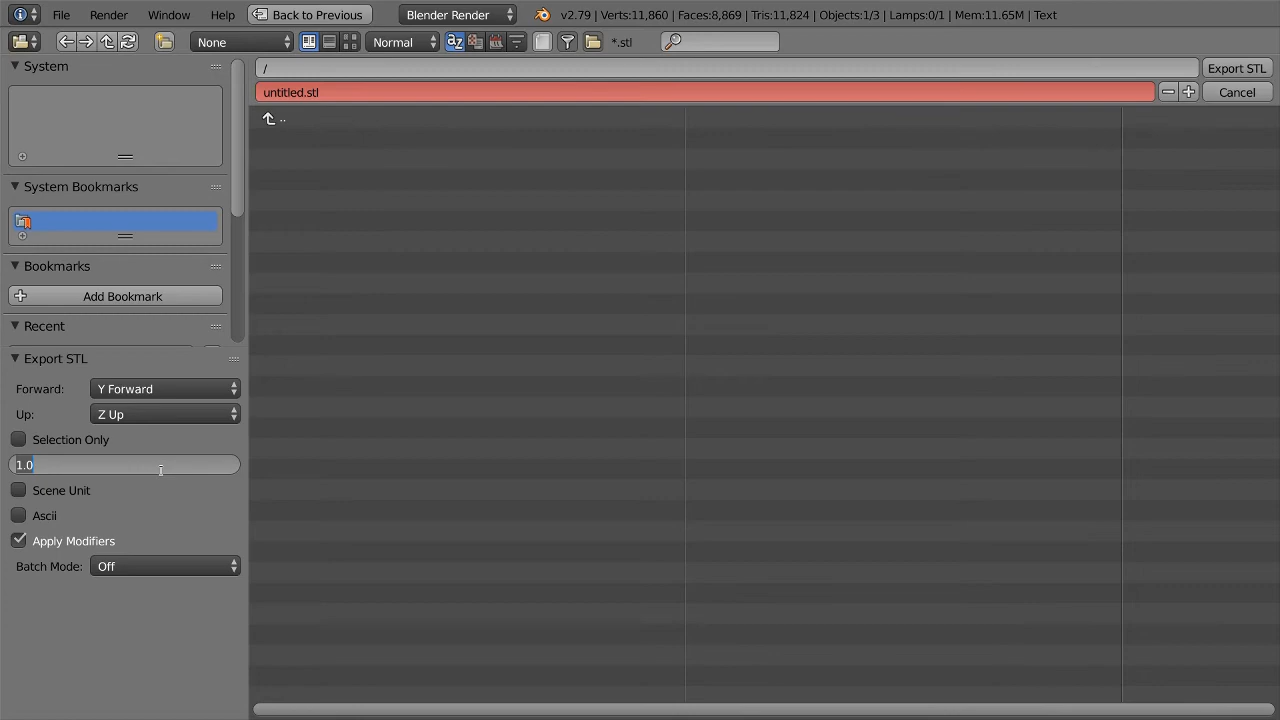 File Render Window Help Back to Previous Blender Render v2.79 | Verts:11,860 | Faces:8,869 | Tris:11,824 | Objects:1/3 | Lamps:0/1 | Mem:11.65M | Text
None Normal *.stl
System
/ Export STL
untitled.stl Cancel
..
System Bookmarks
Bookmarks
Add Bookmark
Recent
Export STL
Forward: Y Forward
Up: Z Up
Selection Only
1.0
Scene Unit
Ascii
Apply Modifiers
Batch Mode: Off